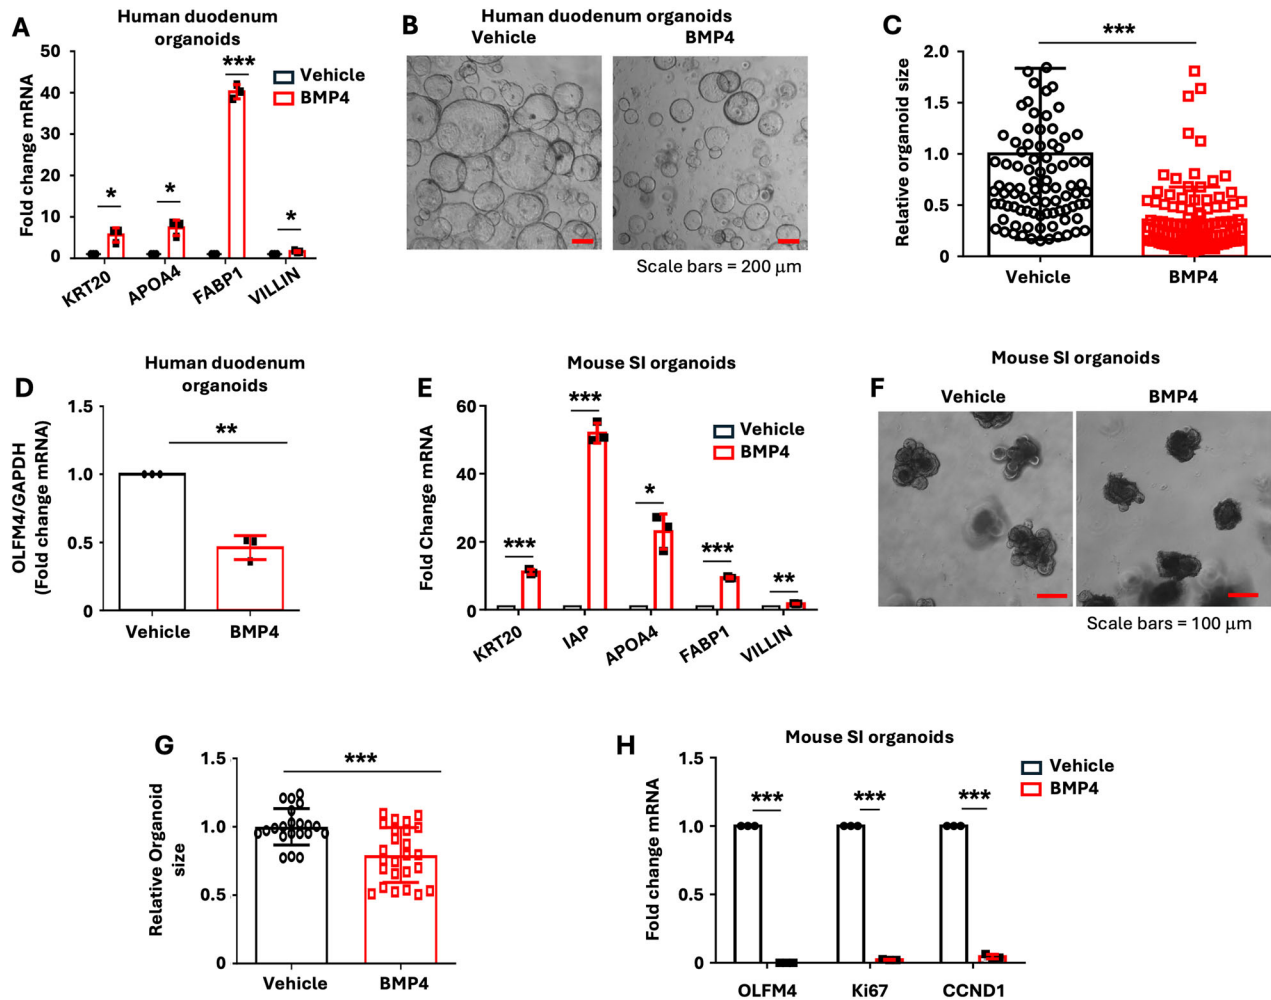 A
Human duodenum
organoids
Fold change mRNA
50
40
30
20
10
0
***
*
*
*
Vehicle
BMP4
KRT20
APOA4
FABP1
VILLIN
B
Human duodenum organoids
Vehicle
BMP4
Scale bars = 200 μm
C
***
Relative organoid size
2.0
1.5
1.0
0.5
0
Vehicle
BMP4
D
Human duodenum
organoids
OLFM4/GAPDH
(Fold change mRNA)
1.5
1.0
0.5
0
**
Vehicle
BMP4
E
Mouse SI organoids
Fold Change mRNA
60
40
20
0
***
***
*
***
**
Vehicle
BMP4
KRT20
IAP
APOA4
FABP1
VILLIN
F
Mouse SI organoids
Vehicle
BMP4
Scale bars = 100 μm
G
Relative Organoid
size
1.5
1.0
0.5
0
***
Vehicle
BMP4
H
Mouse SI organoids
Fold change mRNA
1.5
1.0
0.5
0
***
***
***
Vehicle
BMP4
OLFM4
Ki67
CCND1